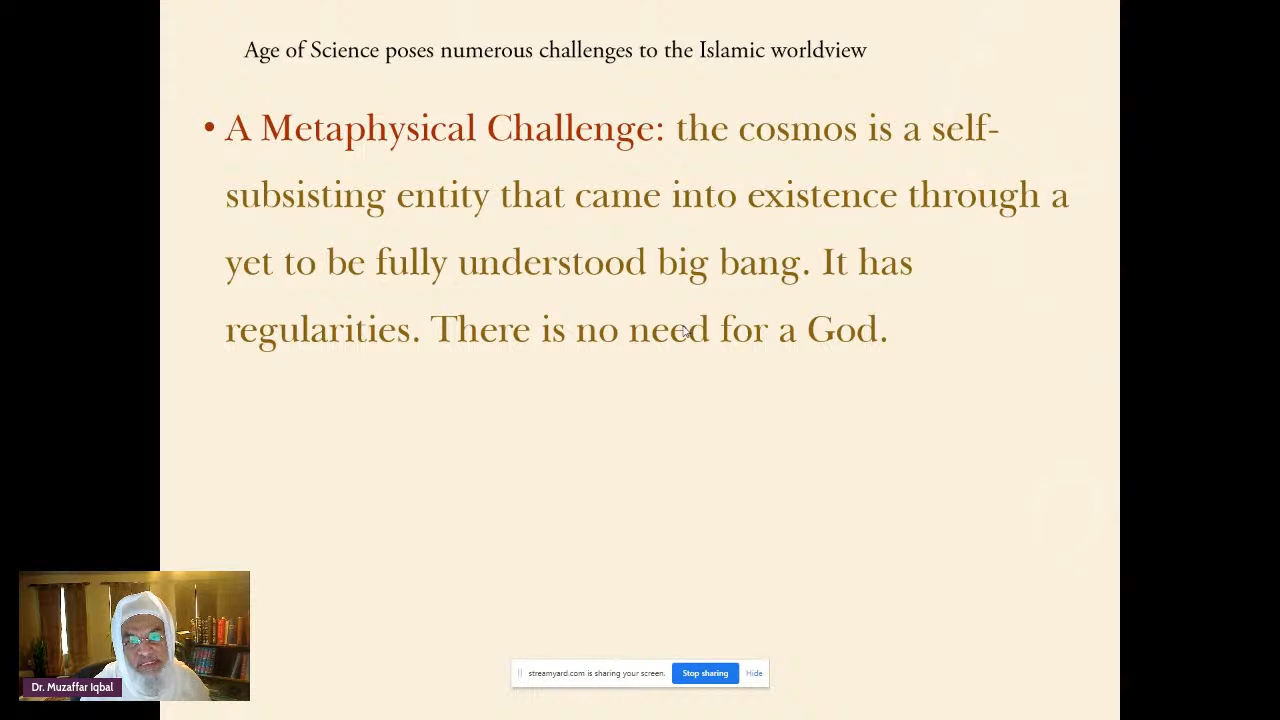 Age of Science poses numerous challenges to the Islamic worldview
• A Metaphysical Challenge: the cosmos is a self-
subsisting entity that came into existence through a
yet to be fully understood big bang. It has
regularities. There is no need for a God.
Dr. Muzaffar Iqbal
streamyard.com is sharing your screen. Stop sharing Hide